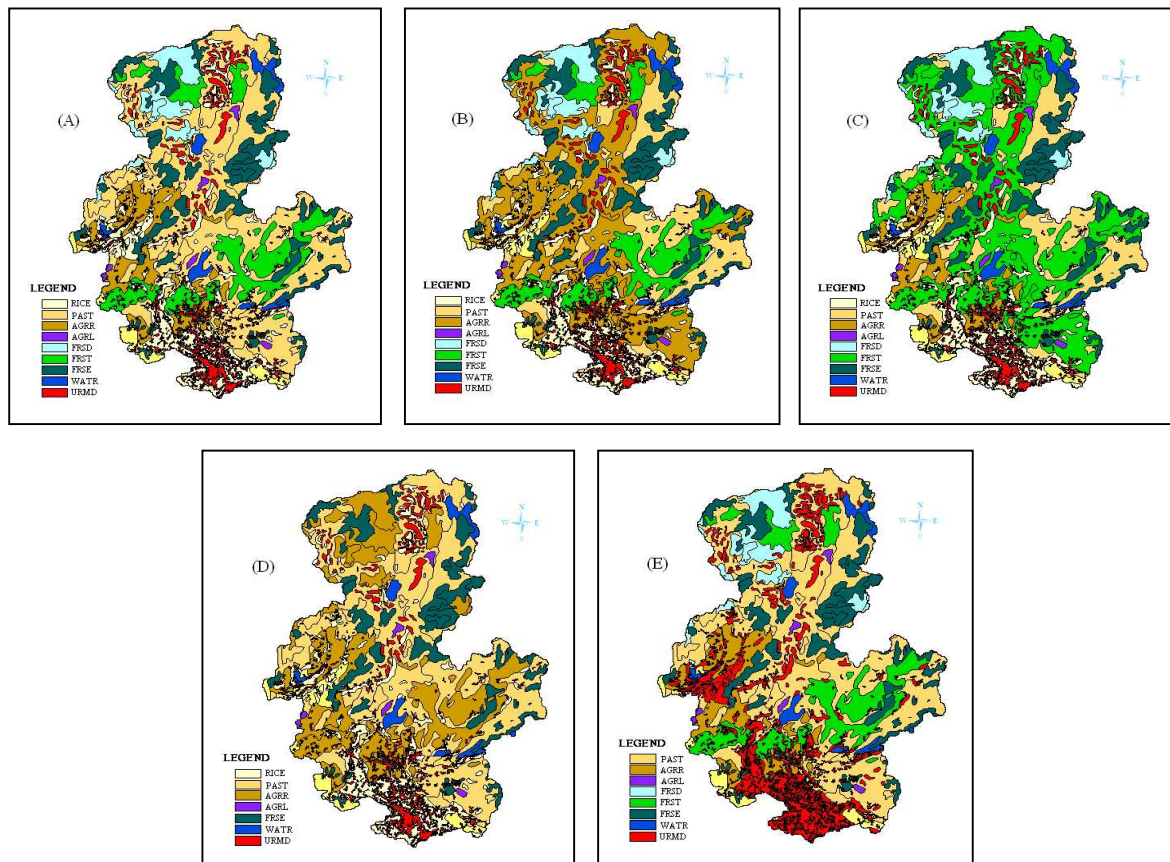 N
W E
S
(A)
LEGEND
RICE
PAST
AGRR
AGRL
FRSD
FRST
FRSE
WATR
URMD
N
W E
S
(B)
LEGEND
RICE
PAST
AGRR
AGRL
FRSD
FRST
FRSE
WATR
URMD
N
W E
S
(C)
LEGEND
RICE
PAST
AGRR
AGRL
FRSD
FRST
FRSE
WATR
URMD
N
W E
S
(D)
LEGEND
RICE
PAST
AGRR
AGRL
FRSE
WATR
URMD
N
W E
S
(E)
LEGEND
PAST
AGRR
AGRL
FRSD
FRST
FRSE
WATR
URMD